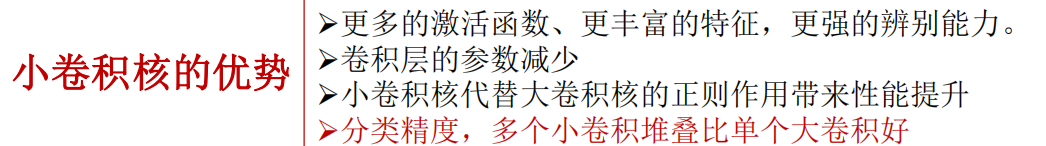 小卷积核的优势
➢更多的激活函数、更丰富的特征，更强的辨别能力。
➢卷积层的参数减少
➢小卷积核代替大卷积核的正则作用带来性能提升
➢分类精度，多个小卷积堆叠比单个大卷积好